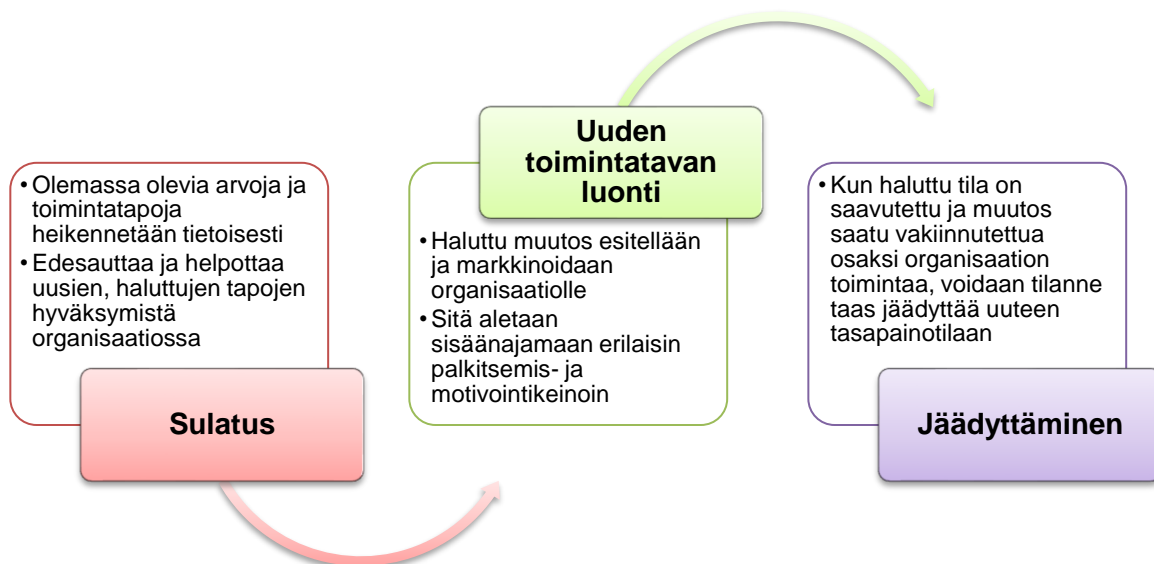 • Olemassa olevia arvoja ja
toimintatapoja
heikennetään tietoisesti
• Edesauttaa ja helpottaa
uusien, haluttujen tapojen
hyväksymistä
organisaatiossa
Sulatus
Uuden
toimintatavan
luonti
• Haluttu muutos esitellään
ja markkinoidaan
organisaatiolle
• Sitä aletaan
sisäänajamaan erilaisin
palkitsemis- ja
motivointikeinoin
• Kun haluttu tila on
saavutettu ja muutos
saatu vakiinnutettua
osaksi organisaation
toimintaa, voidaan tilanne
taas jäädyttää uuteen
tasapainotilaan
Jäädyttäminen